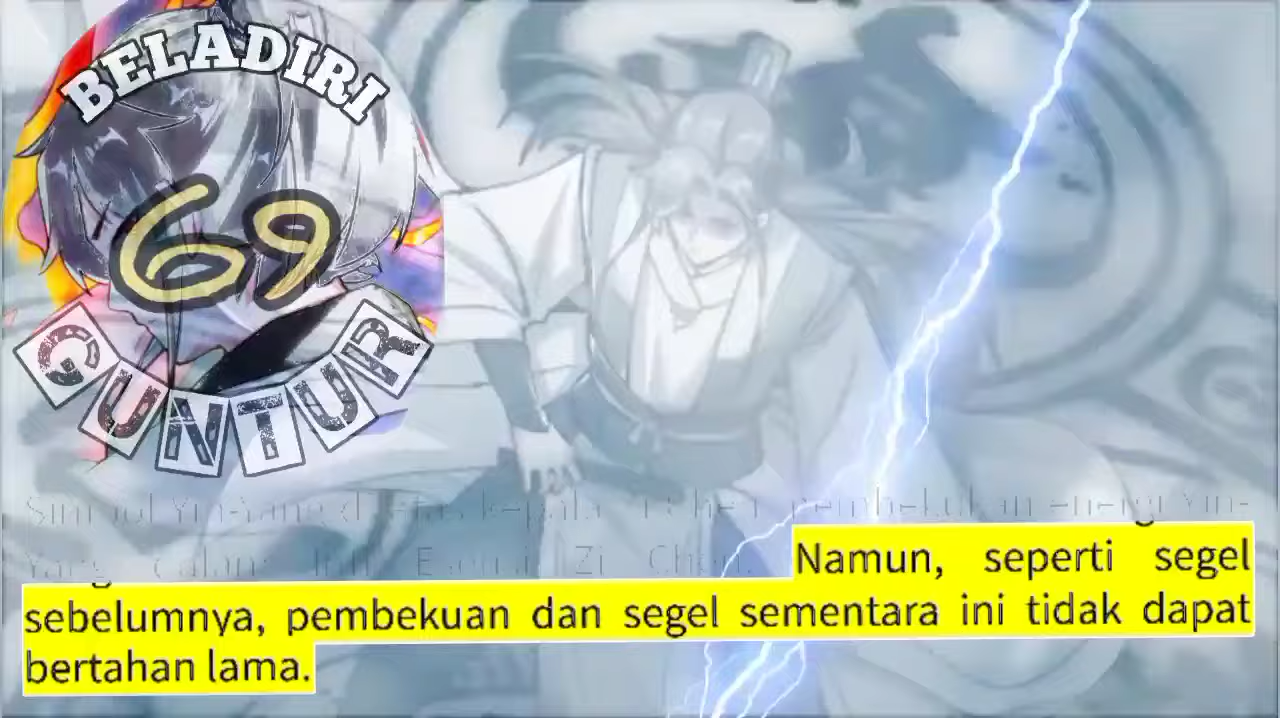 BELADIRI
69
GUNTUR
Namun, seperti segel
sebelumnya, pembekuan dan segel sementara ini tidak dapat
bertahan lama.